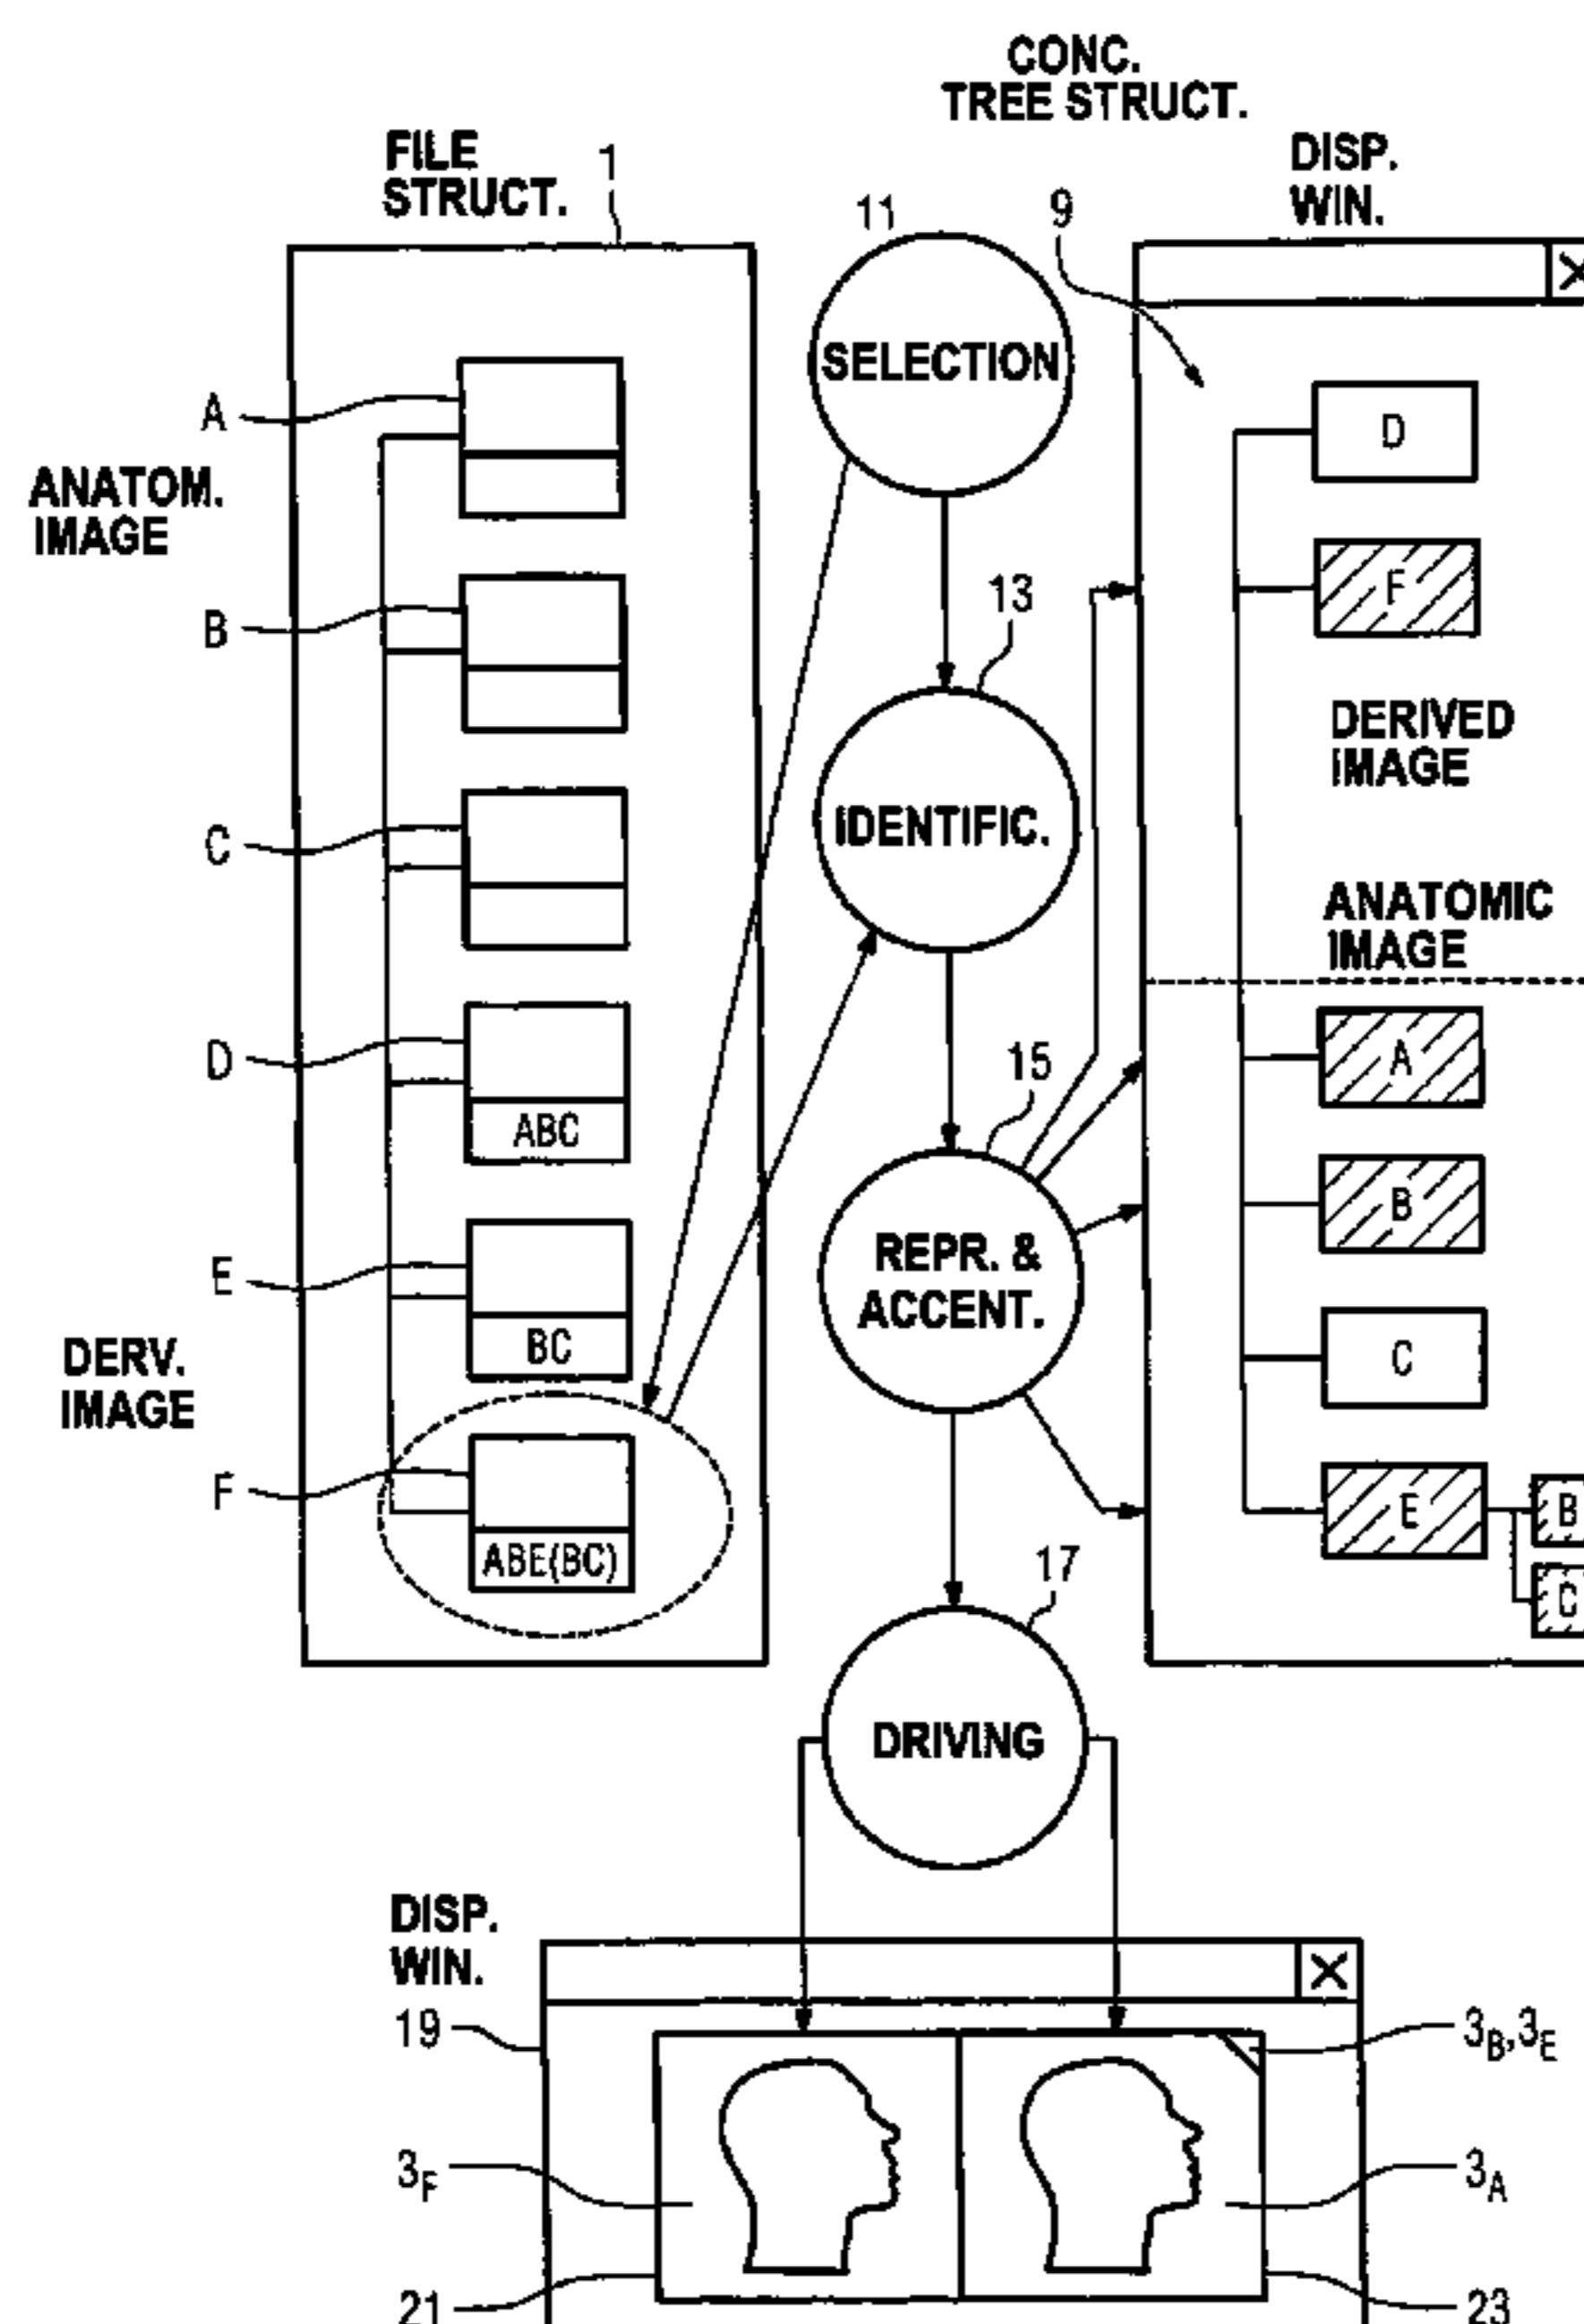 CONC.
TREE STRUCT.
FILE
STRUCT.
1
DISP.
WIN.
11
9
X
SELECTION
A
D
ANATOM.
IMAGE
F
B
13
DERIVED
IMAGE
C
IDENTIFIC.
ANATOMIC
IMAGE
D
15
A
ABC
B
E
REPR. &
ACCENT.
BC
C
DERV.
IMAGE
F
E
B
ABE(BC)
17
C
DRIVING
DISP.
WIN.
X
19
3B,3E
3F
3A
21
23